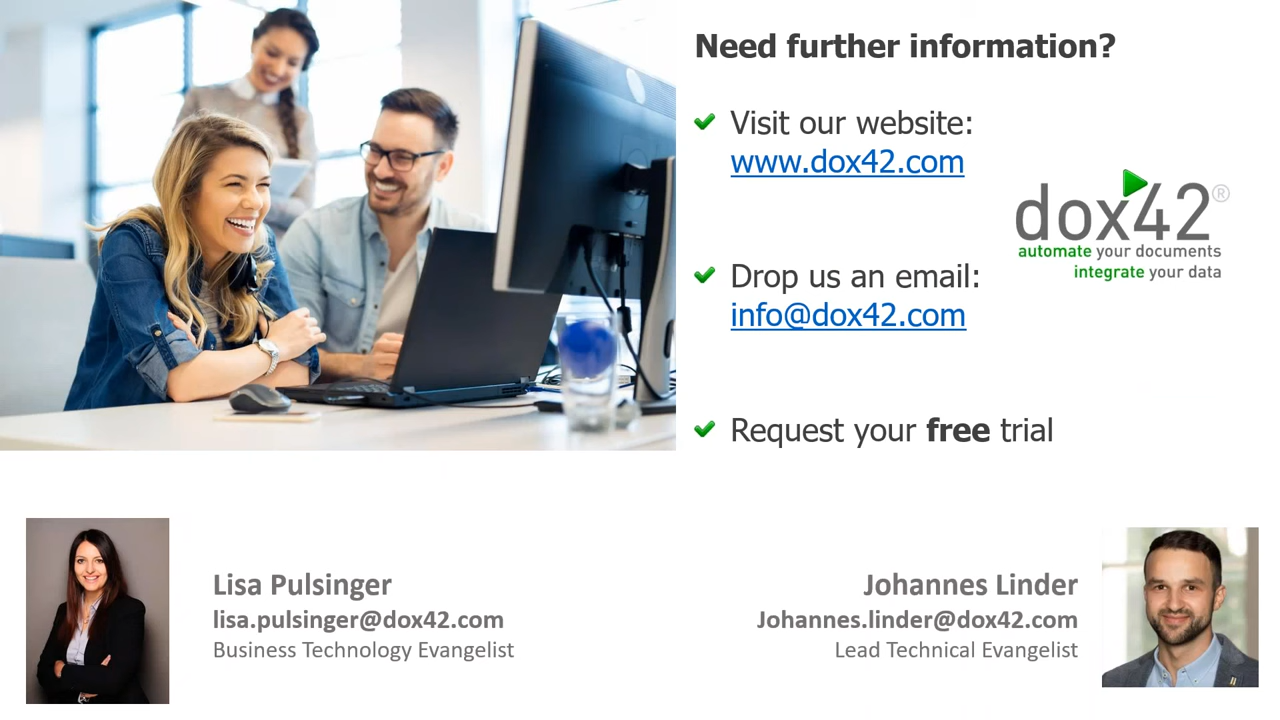 Need further information?
Visit our website:
www.dox42.com
dox42®
automate your documents
integrate your data
Drop us an email:
info@dox42.com
Request your free trial
Lisa Pulsinger
lisa.pulsinger@dox42.com
Business Technology Evangelist
Johannes Linder
Johannes.linder@dox42.com
Lead Technical Evangelist